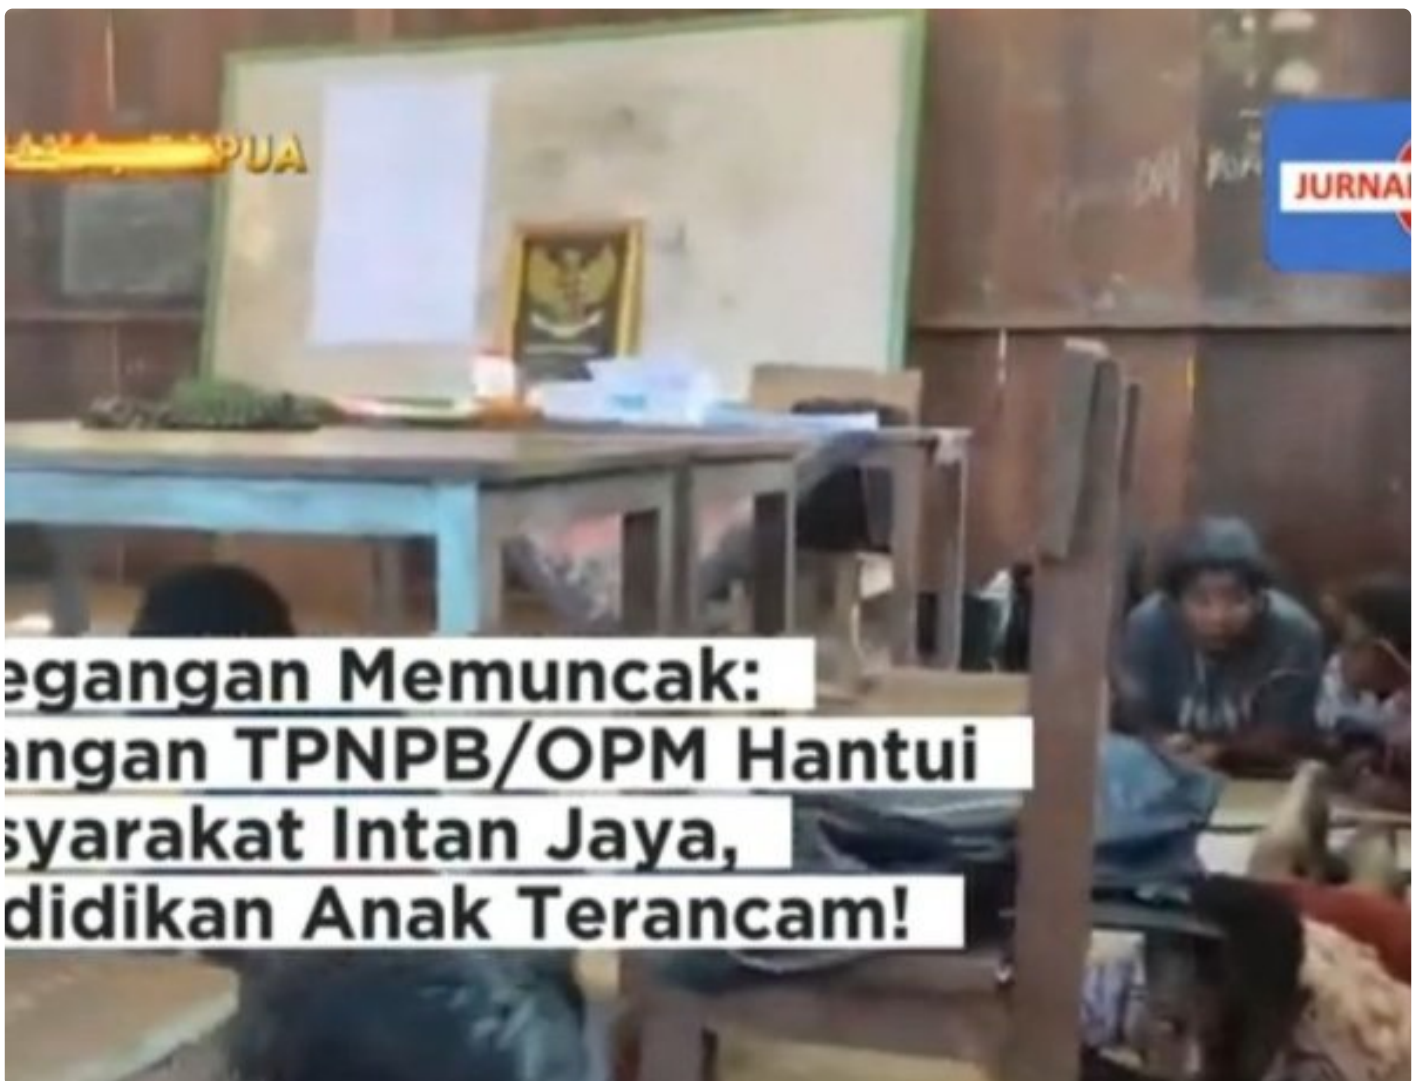 PUA
JURNA
egangan Memuncak:
angan TPNPB/OPM Hantui
syarakat Intan Jaya,
didikan Anak Terancam!